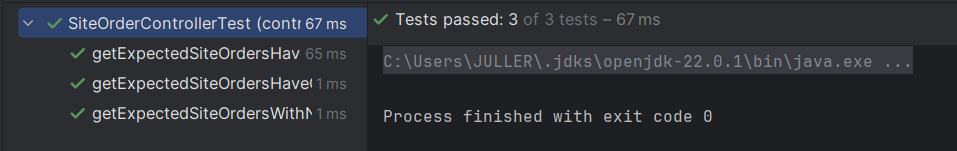 SiteOrderControllerTest (contr 67 ms
getExpectedSiteOrdersHav 65 ms
getExpectedSiteOrdersHave 1 ms
getExpectedSiteOrdersWithN 1 ms
Tests passed: 3 of 3 tests – 67 ms
C:\Users\JULLER\.jdks\openjdk-22.0.1\bin\java.exe ...
Process finished with exit code 0